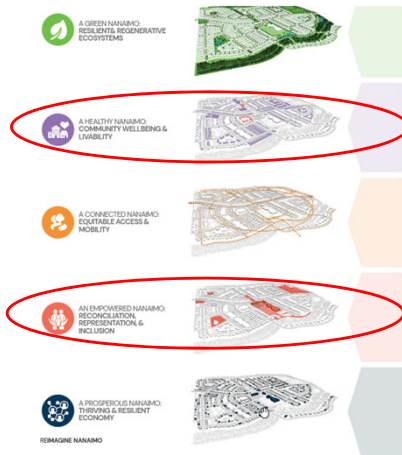 A GREEN NANAIMO:
RESILIENT& REGENERATIVE
ECOSYSTEMS
A HEALTHY NANAIMO:
COMMUNITY WELLBEING &
LIVABILITY
A CONNECTED NANAIMO:
EQUITABLE ACCESS &
MOBILITY
AN EMPOWERED NANAIMO:
RECONCILIATION,
REPRESENTATION, &
INCLUSION
A PROSPEROUS NANAIMO:
THRIVING & RESILIENT
ECONOMY
REIMAGINE NANAIMO